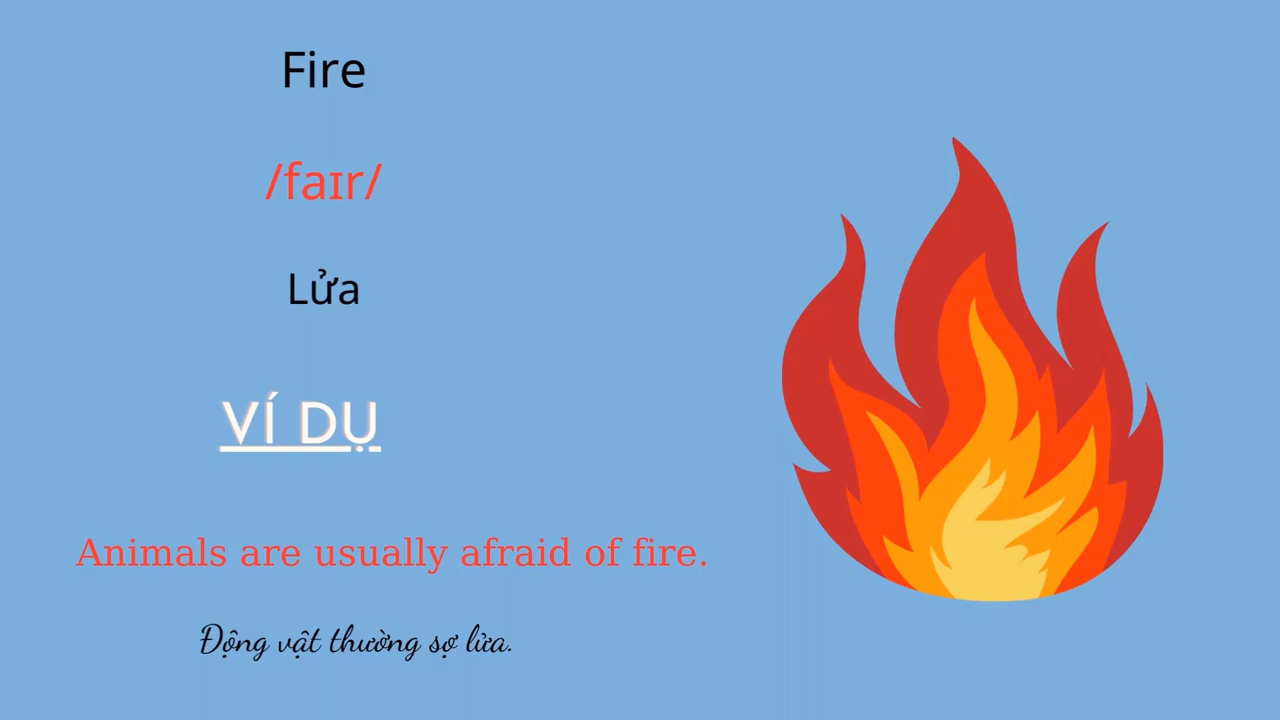 Fire
/faɪr/
Lửa
VÍ DỤ
Animals are usually afraid of fire.
Động vật thường sợ lửa.